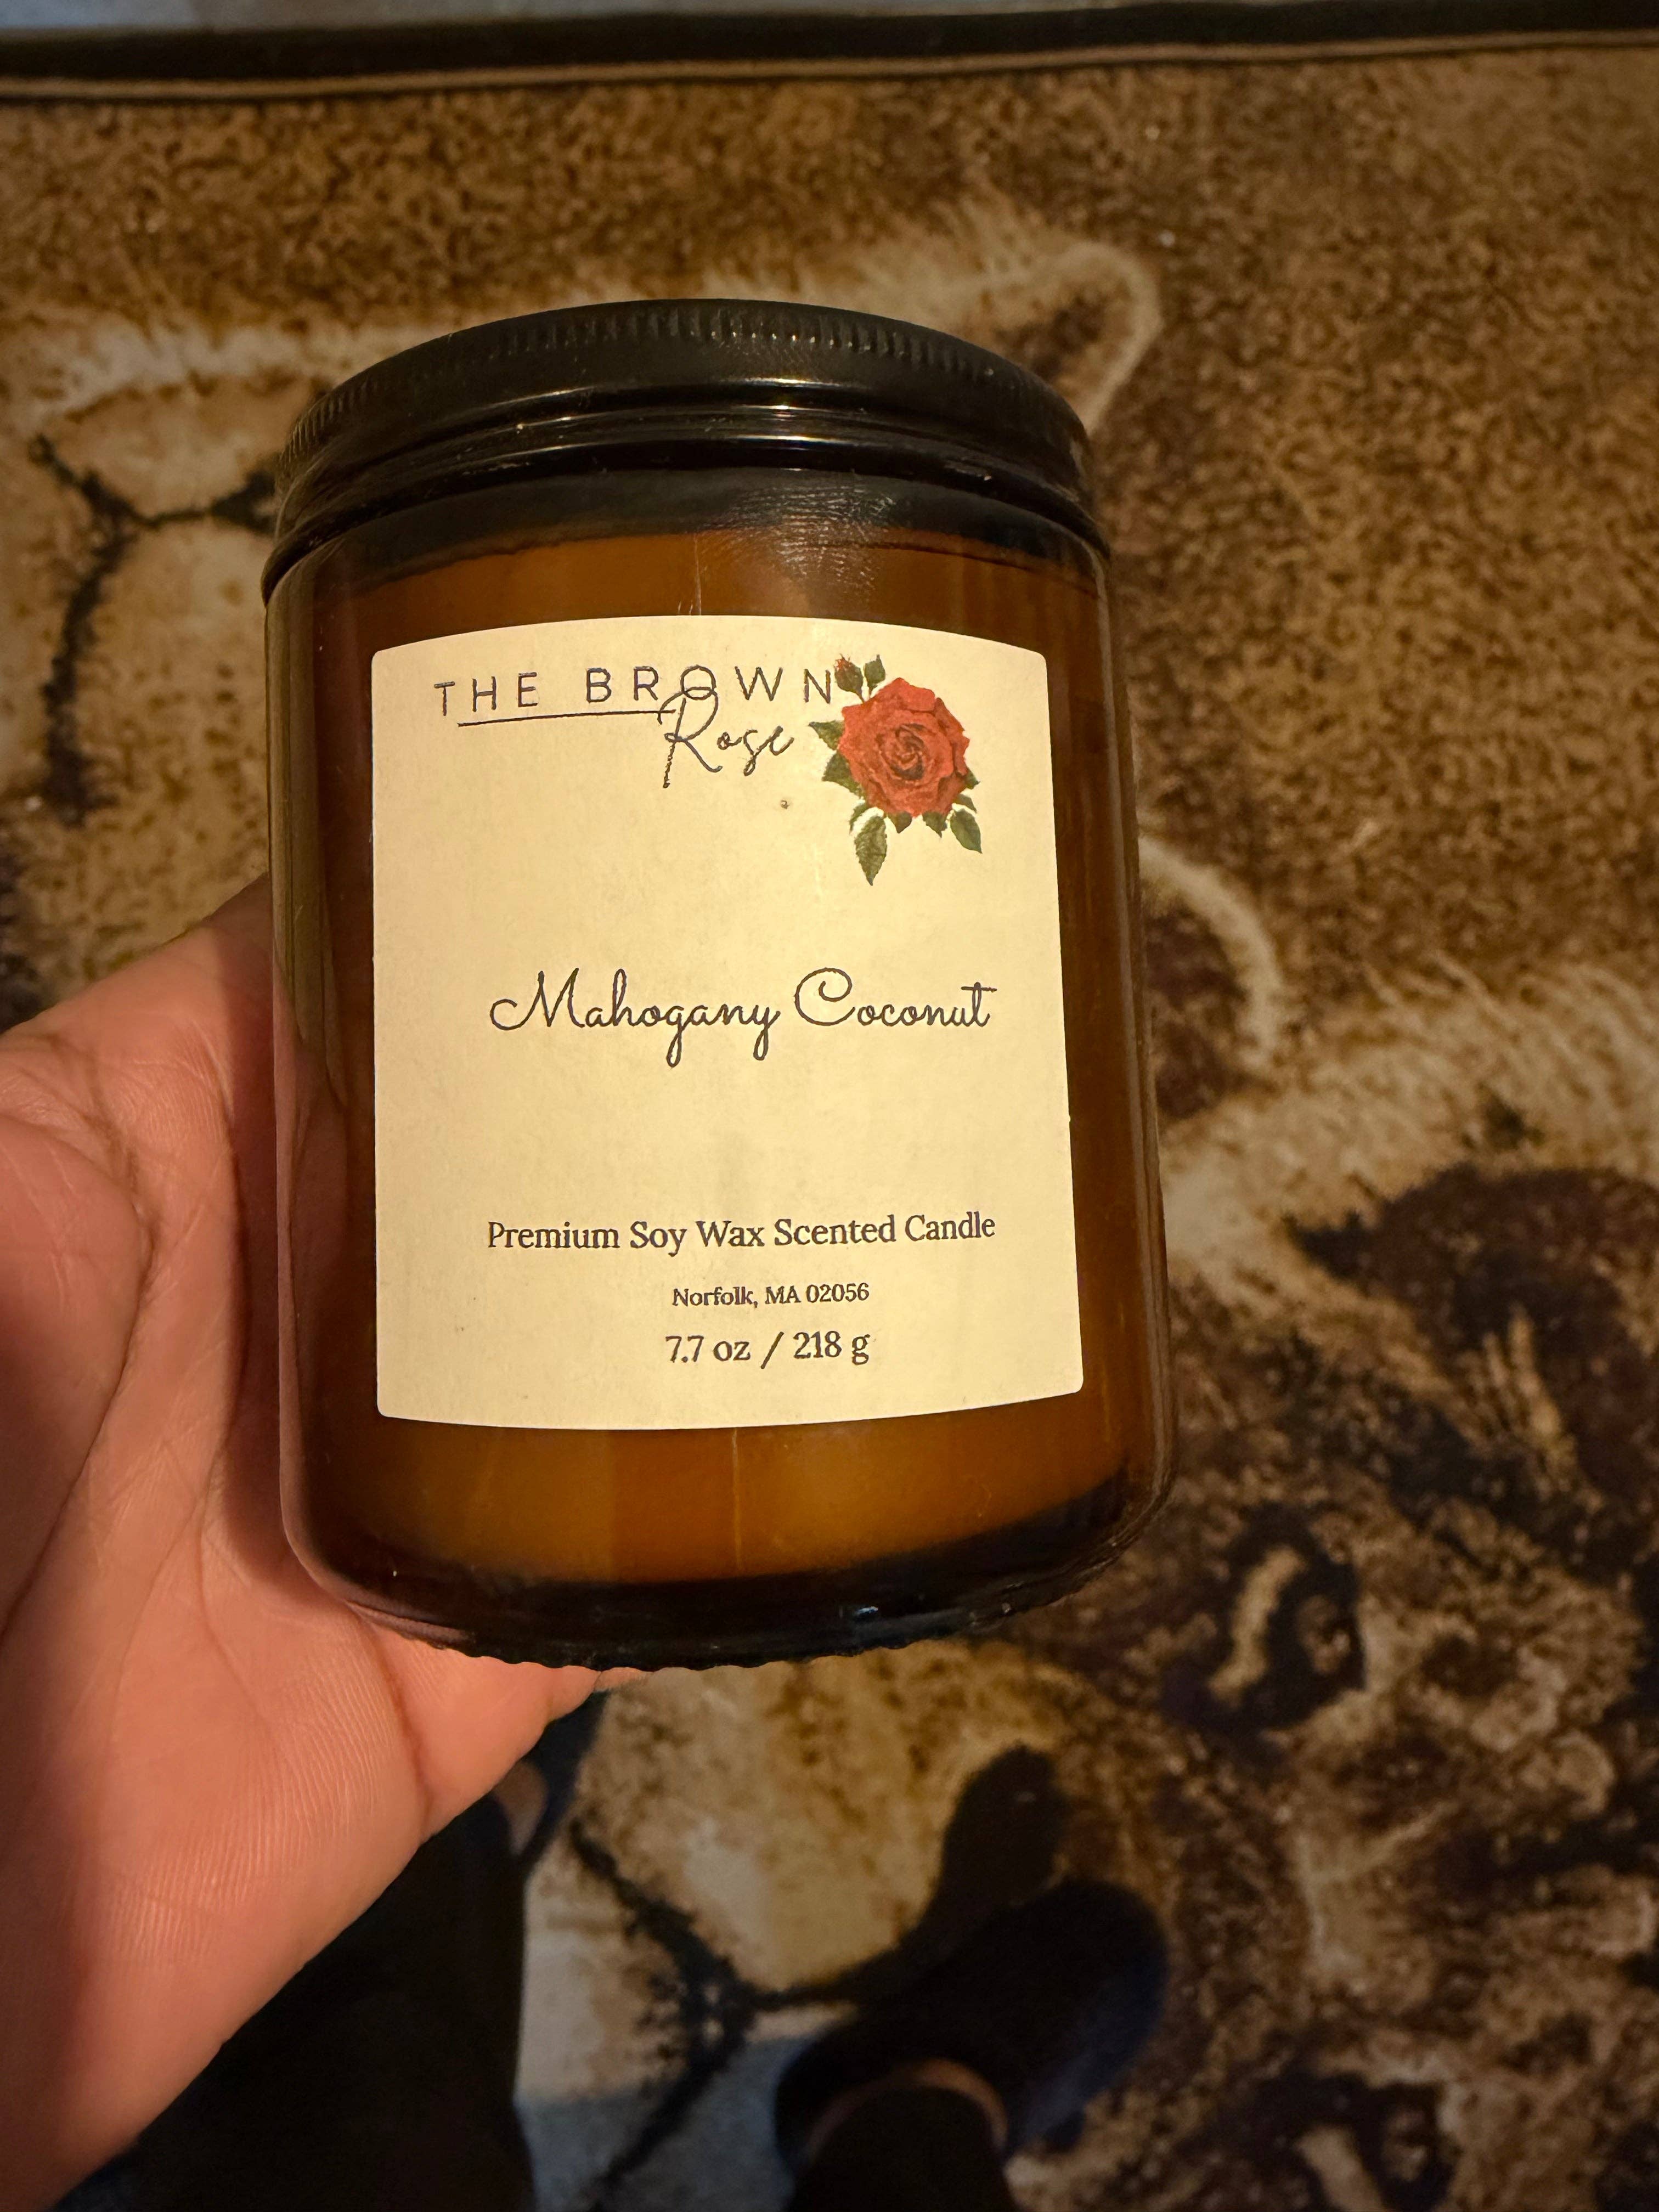 THE BROWN
Rose
Mahogany Coconut
Premium Soy Wax Scented Candle
Norfolk, MA 02056
7.7 oz / 218 g